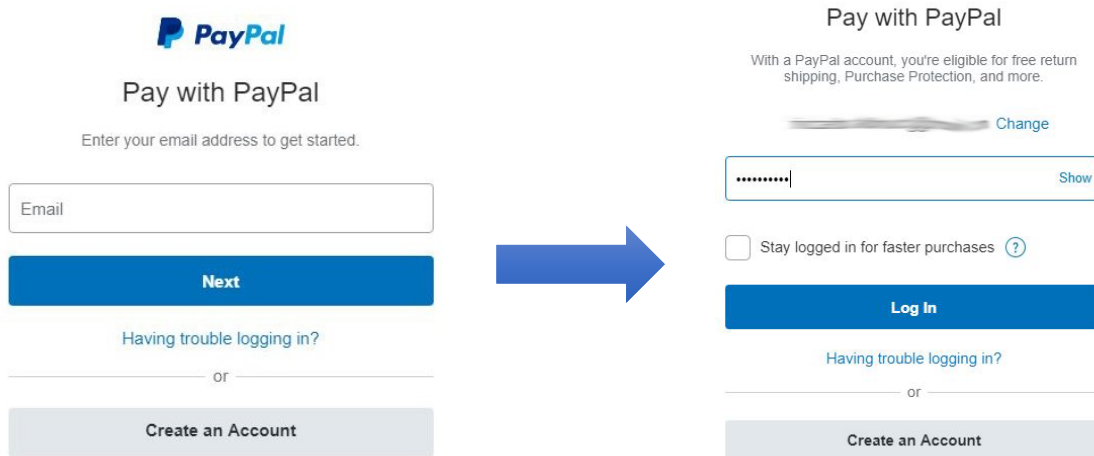 PayPal
Pay with PayPal
Enter your email address to get started.
Email
Next
Having trouble logging in?
or
Create an Account
Pay with PayPal
With a PayPal account, you're eligible for free return
shipping, Purchase Protection, and more.
Change
••••••••••
Show
Stay logged in for faster purchases ?
Log In
Having trouble logging in?
or
Create an Account